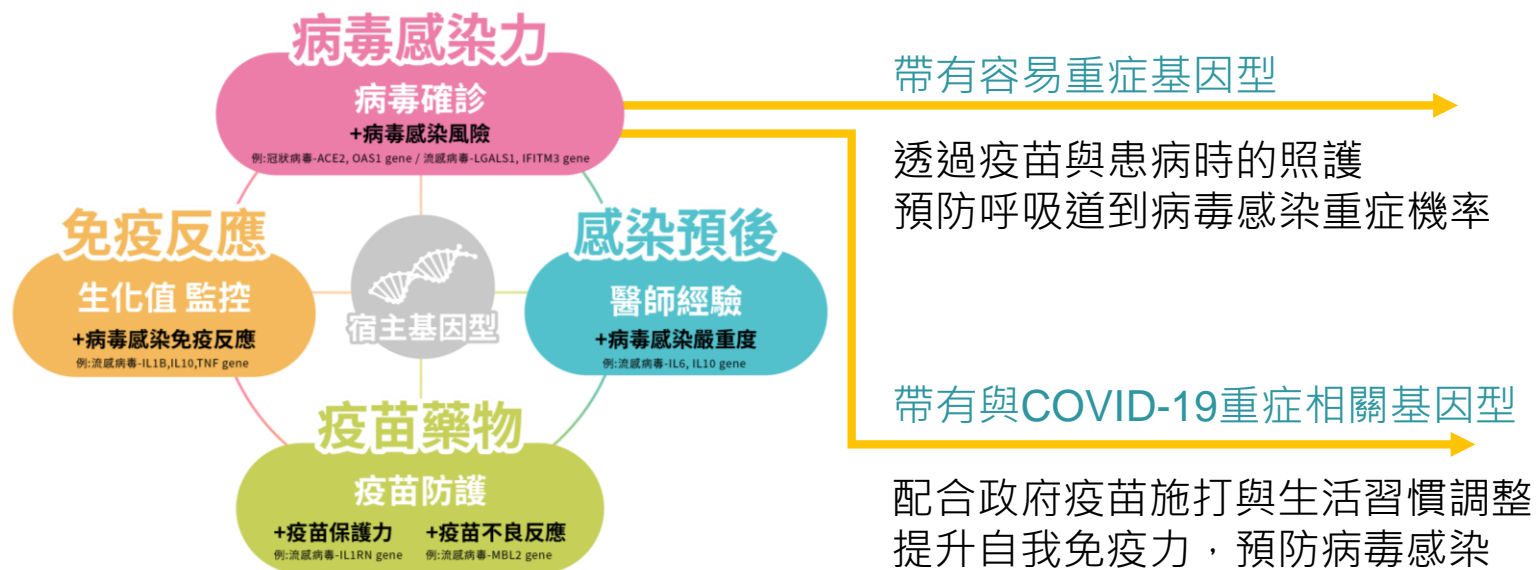 病毒感染力
病毒確診
+病毒感染風險
例:冠狀病毒-ACE2, OAS1 gene / 流感病毒-LGALS1, IFITM3 gene
免疫反應
生化值 監控
+病毒感染免疫反應
例:流感病毒-IL1B,IL10,TNF gene
宿主基因型
感染預後
醫師經驗
+病毒感染嚴重度
例:流感病毒-IL6, IL10 gene
疫苗藥物
疫苗防護
+疫苗保護力 +疫苗不良反應
例:流感病毒-IL1RN gene 例:流感病毒-MBL2 gene
帶有容易重症基因型
透過疫苗與患病時的照護
預防呼吸道到病毒感染重症機率
帶有與COVID-19重症相關基因型
配合政府疫苗施打與生活習慣調整
提升自我免疫力，預防病毒感染